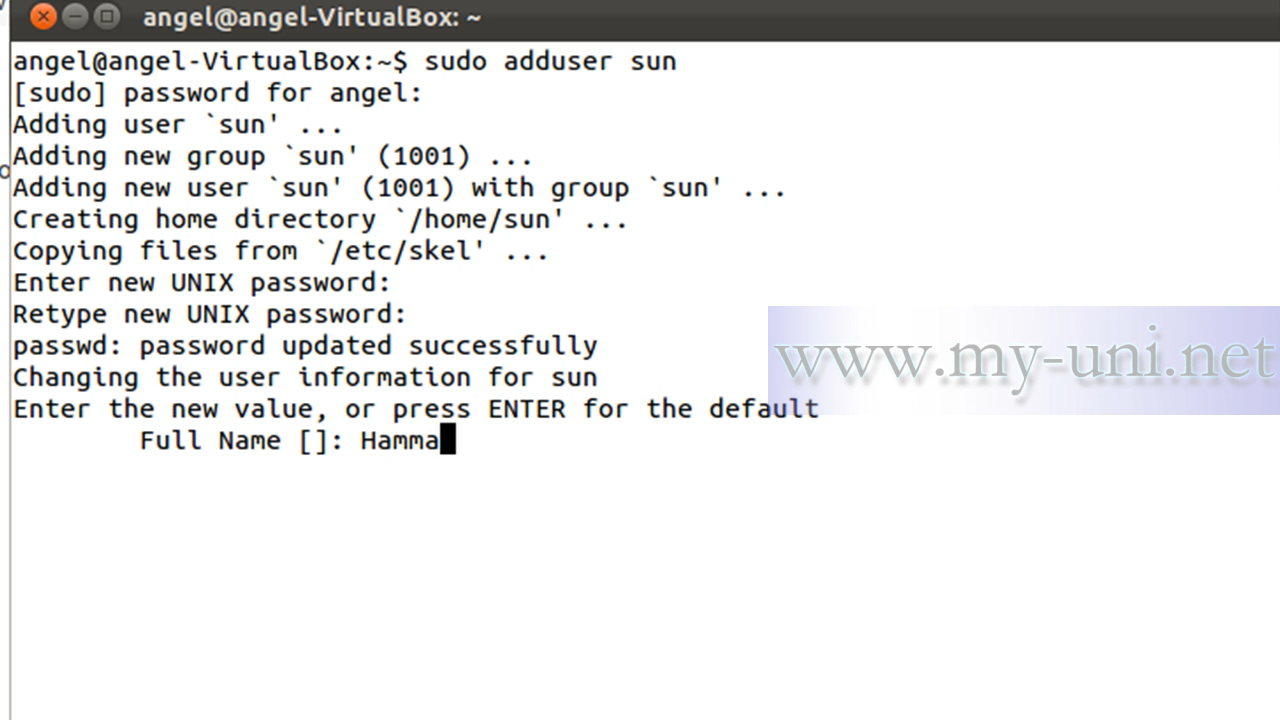 angel@angel-VirtualBox: ~
angel@angel-VirtualBox:~$ sudo adduser sun
[sudo] password for angel:
Adding user `sun' ...
Adding new group `sun' (1001) ...
Adding new user `sun' (1001) with group `sun' ...
Creating home directory `/home/sun' ...
Copying files from `/etc/skel' ...
Enter new UNIX password:
Retype new UNIX password:
passwd: password updated successfully
Changing the user information for sun
Enter the new value, or press ENTER for the default
Full Name []: Hamma
www.my-uni.net